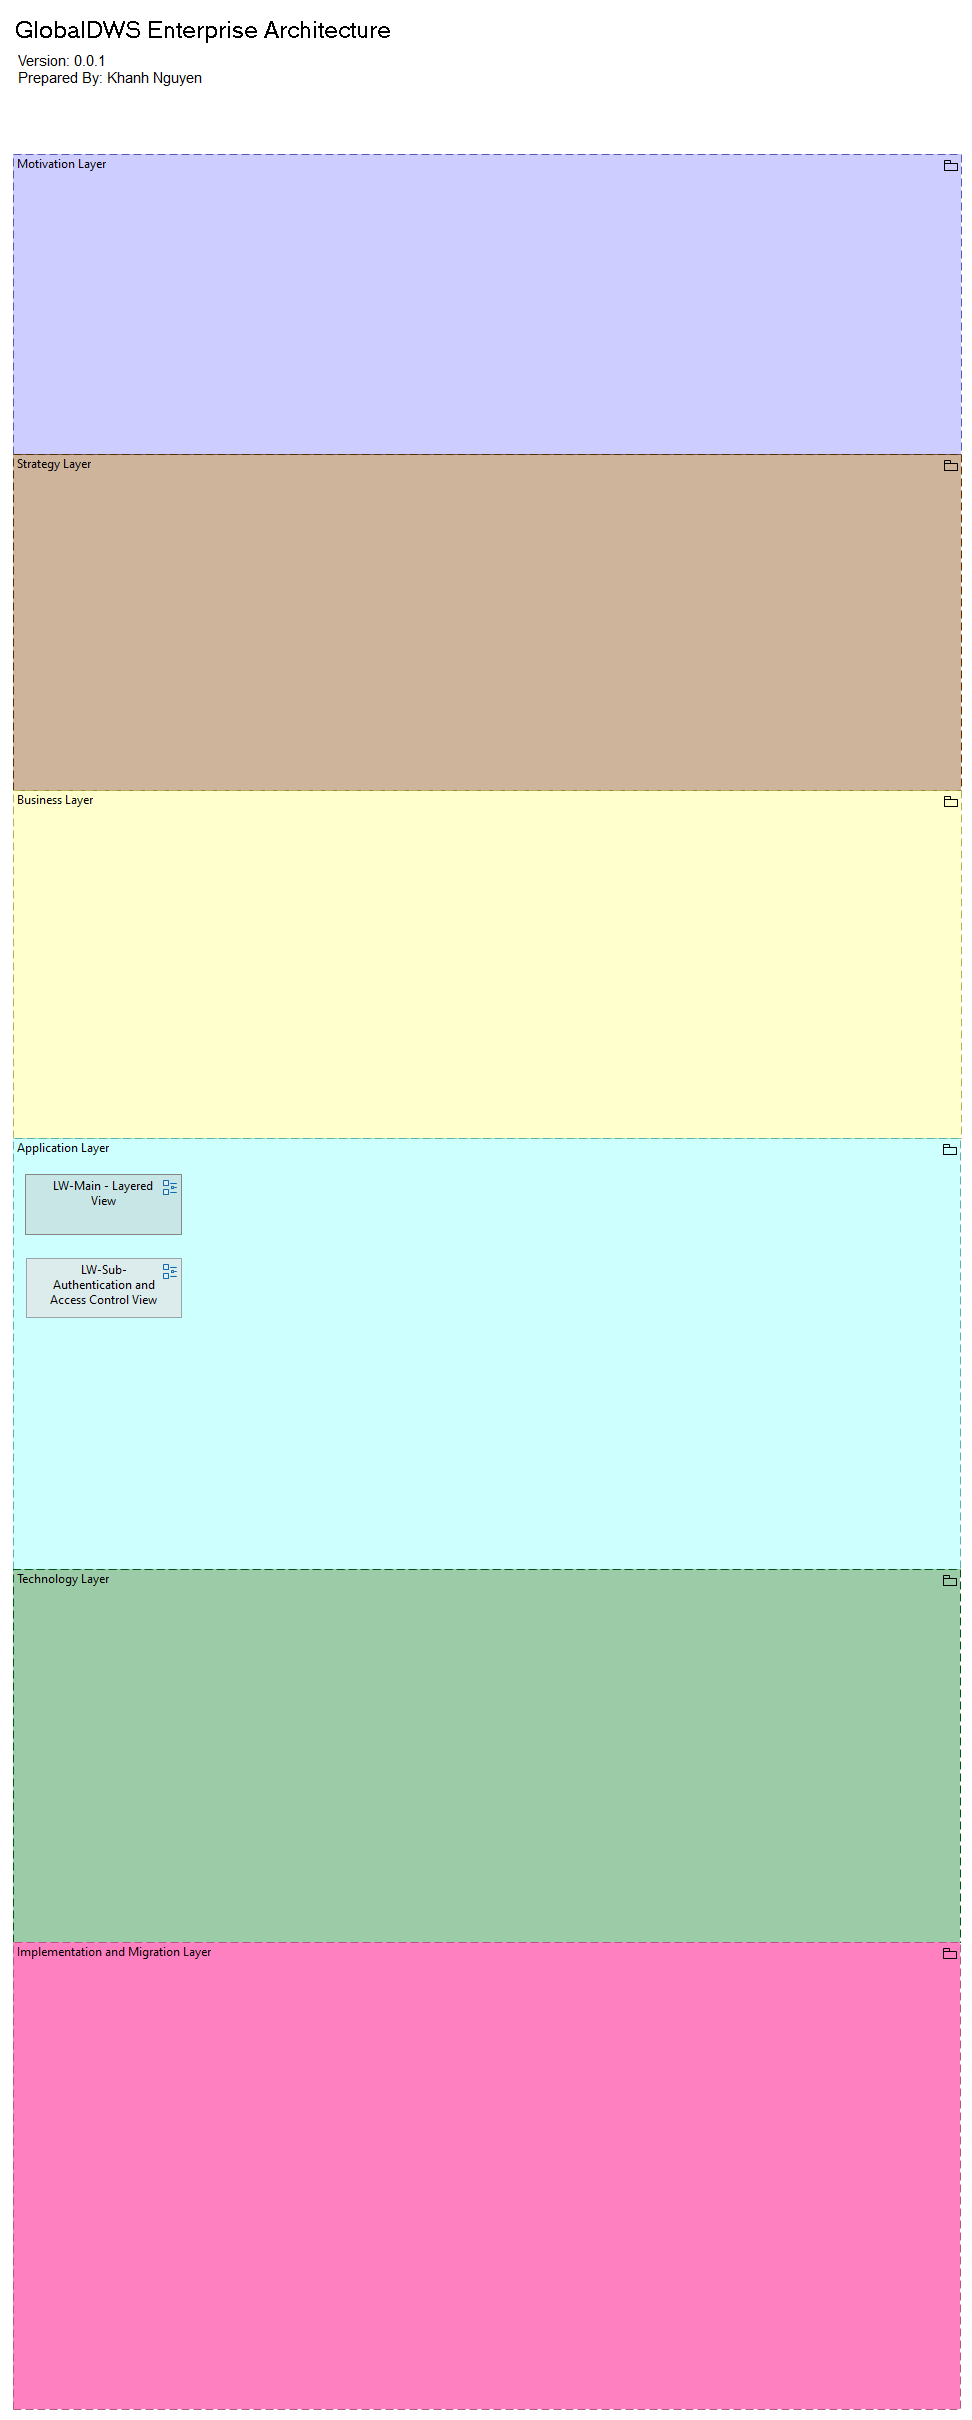 GlobalDWS Enterprise Architecture
Version: 0.0.1
Prepared By: Khanh Nguyen
Motivation Layer
Strategy Layer
Business Layer
Application Layer
LW-Main - Layered
View
LW-Sub-
Authentication and
Access Control View
Technology Layer
Implementation and Migration Layer